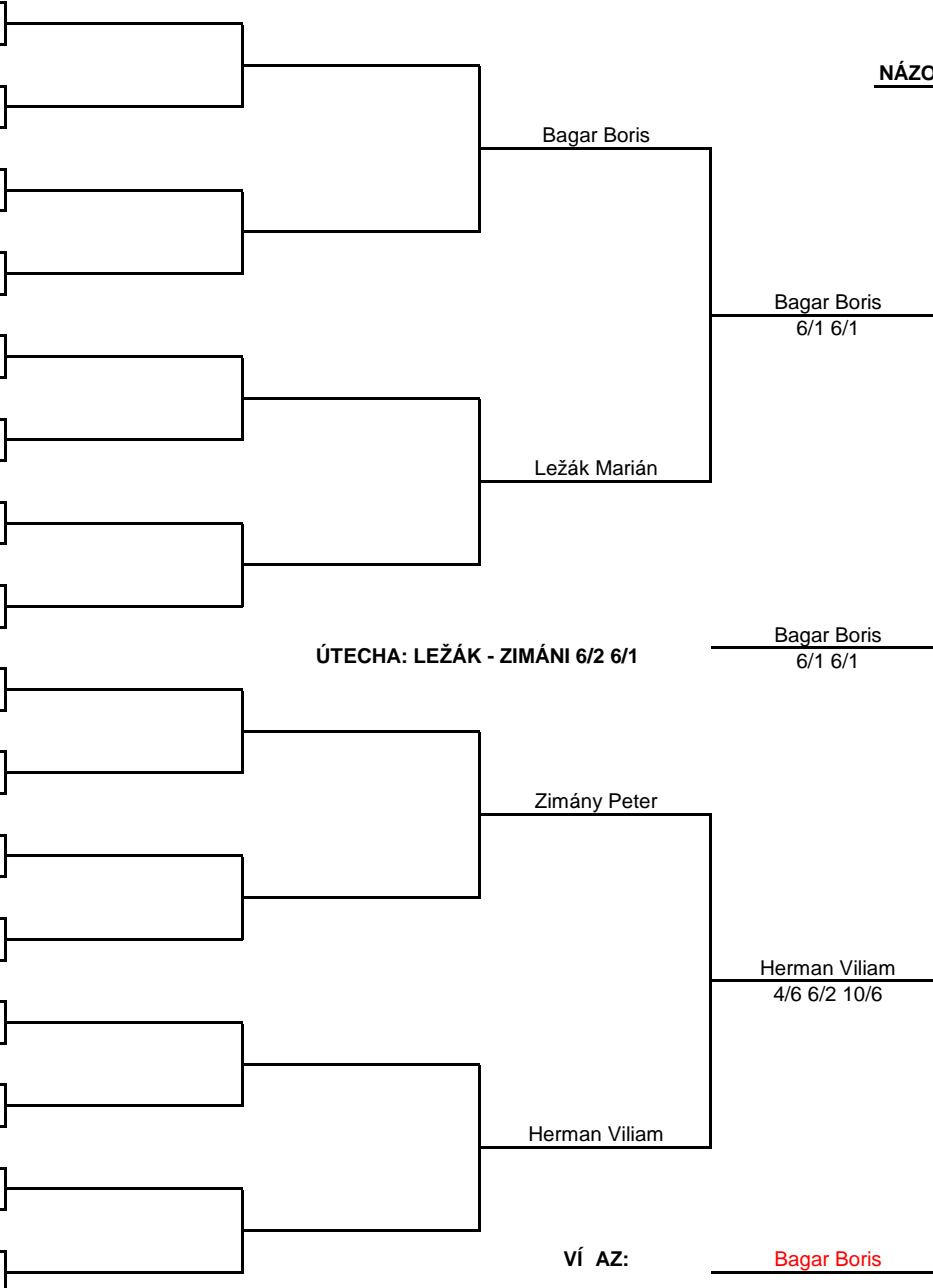 NÁZO
Bagar Boris
Bagar Boris
6/1 6/1
Ležák Marián
Bagar Boris
ÚTECHA: LEŽÁK - ZIMÁNI 6/2 6/1
6/1 6/1
Zimány Peter
Herman Viliam
4/6 6/2 10/6
Herman Viliam
VÍ AZ:
Bagar Boris